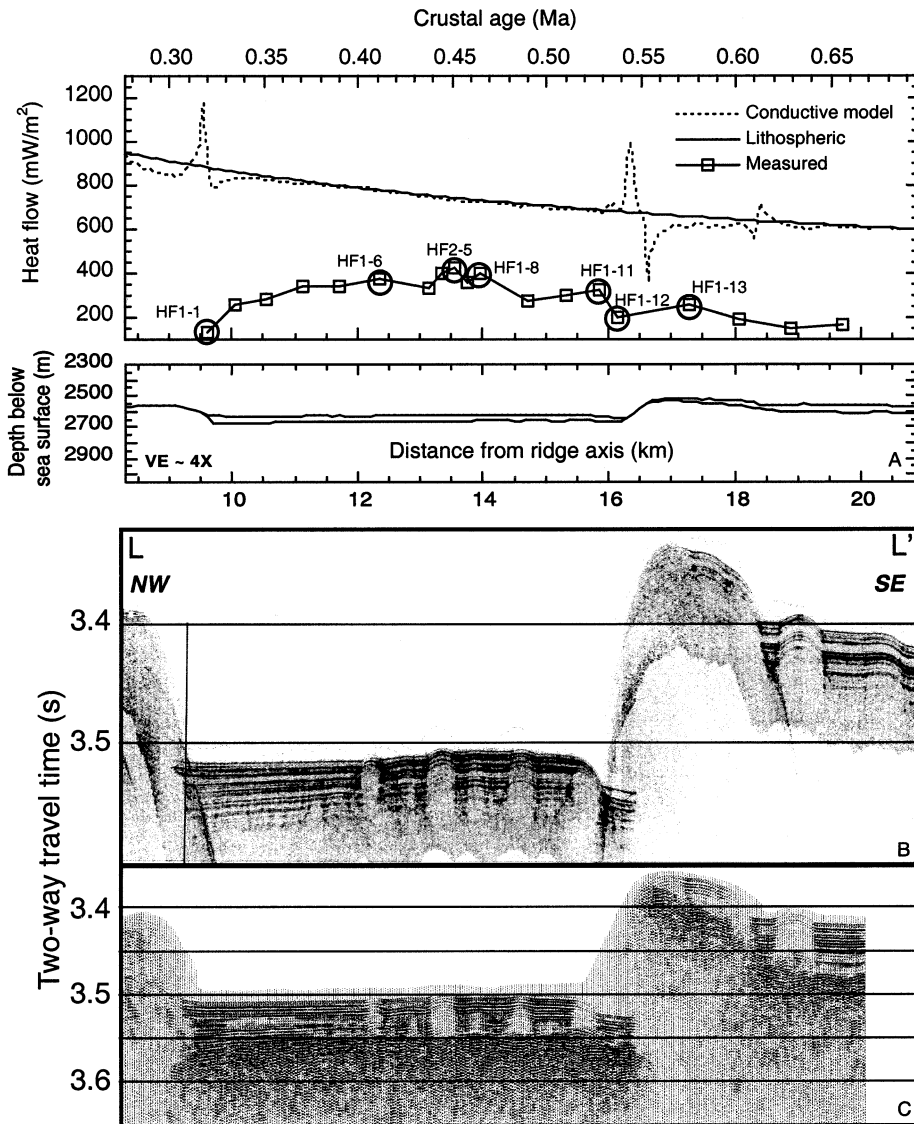 Crustal age (Ma)
0.30 0.35 0.41 0.45 0.50 0.55 0.60 0.65
Heat flow (mW/m²)
1200
1000
800
600
400
200
Conductive model
Lithospheric
Measured
HF1-1
HF1-6
HF2-5
HF1-8
HF1-11
HF1-12
HF1-13
Depth below
sea surface (m)
2300
2500
2700
2900
VE ~ 4X
Distance from ridge axis (km)
A
10 12 14 16 18 20
L
L'
NW
SE
Two-way travel time (s)
3.4
3.5
B
3.4
3.5
3.6
C